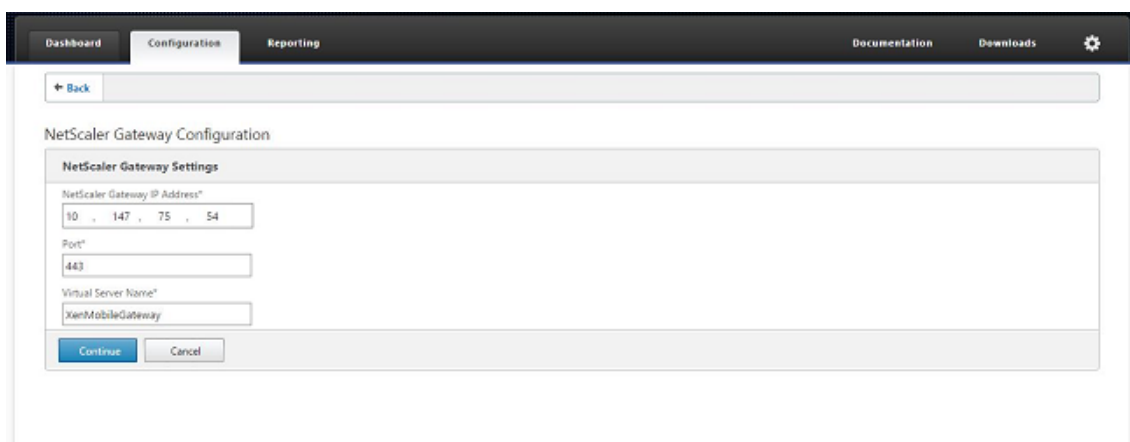 Dashboard Configuration Reporting Documentation Downloads
Back
NetScaler Gateway Configuration
NetScaler Gateway Settings
NetScaler Gateway IP Address*
10 . 147 . 75 . 54
Port*
443
Virtual Server Name*
XenMobileGateway
Continue Cancel